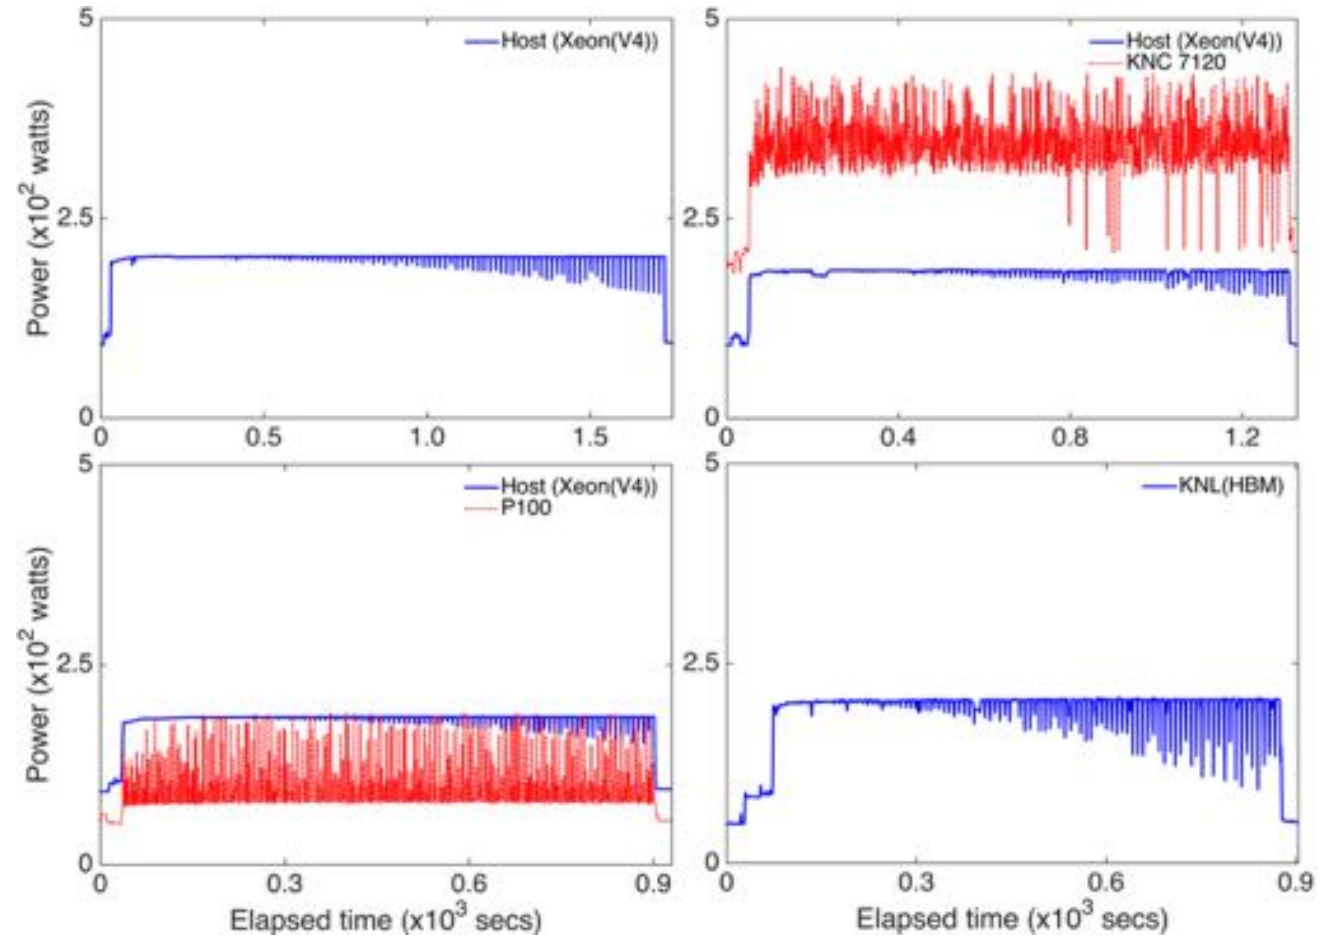 5
Host (Xeon(V4))
2.5
0
0
0.5
1.0
1.5
Power (x10² watts)
5
Host (Xeon(V4))
KNC 7120
2.5
0
0
0.4
0.8
1.2
5
Host (Xeon(V4))
P100
2.5
0
0
0.3
0.6
0.9
Power (x10² watts)
Elapsed time (x10³ secs)
5
KNL(HBM)
2.5
0
0
0.3
0.6
0.9
Elapsed time (x10³ secs)